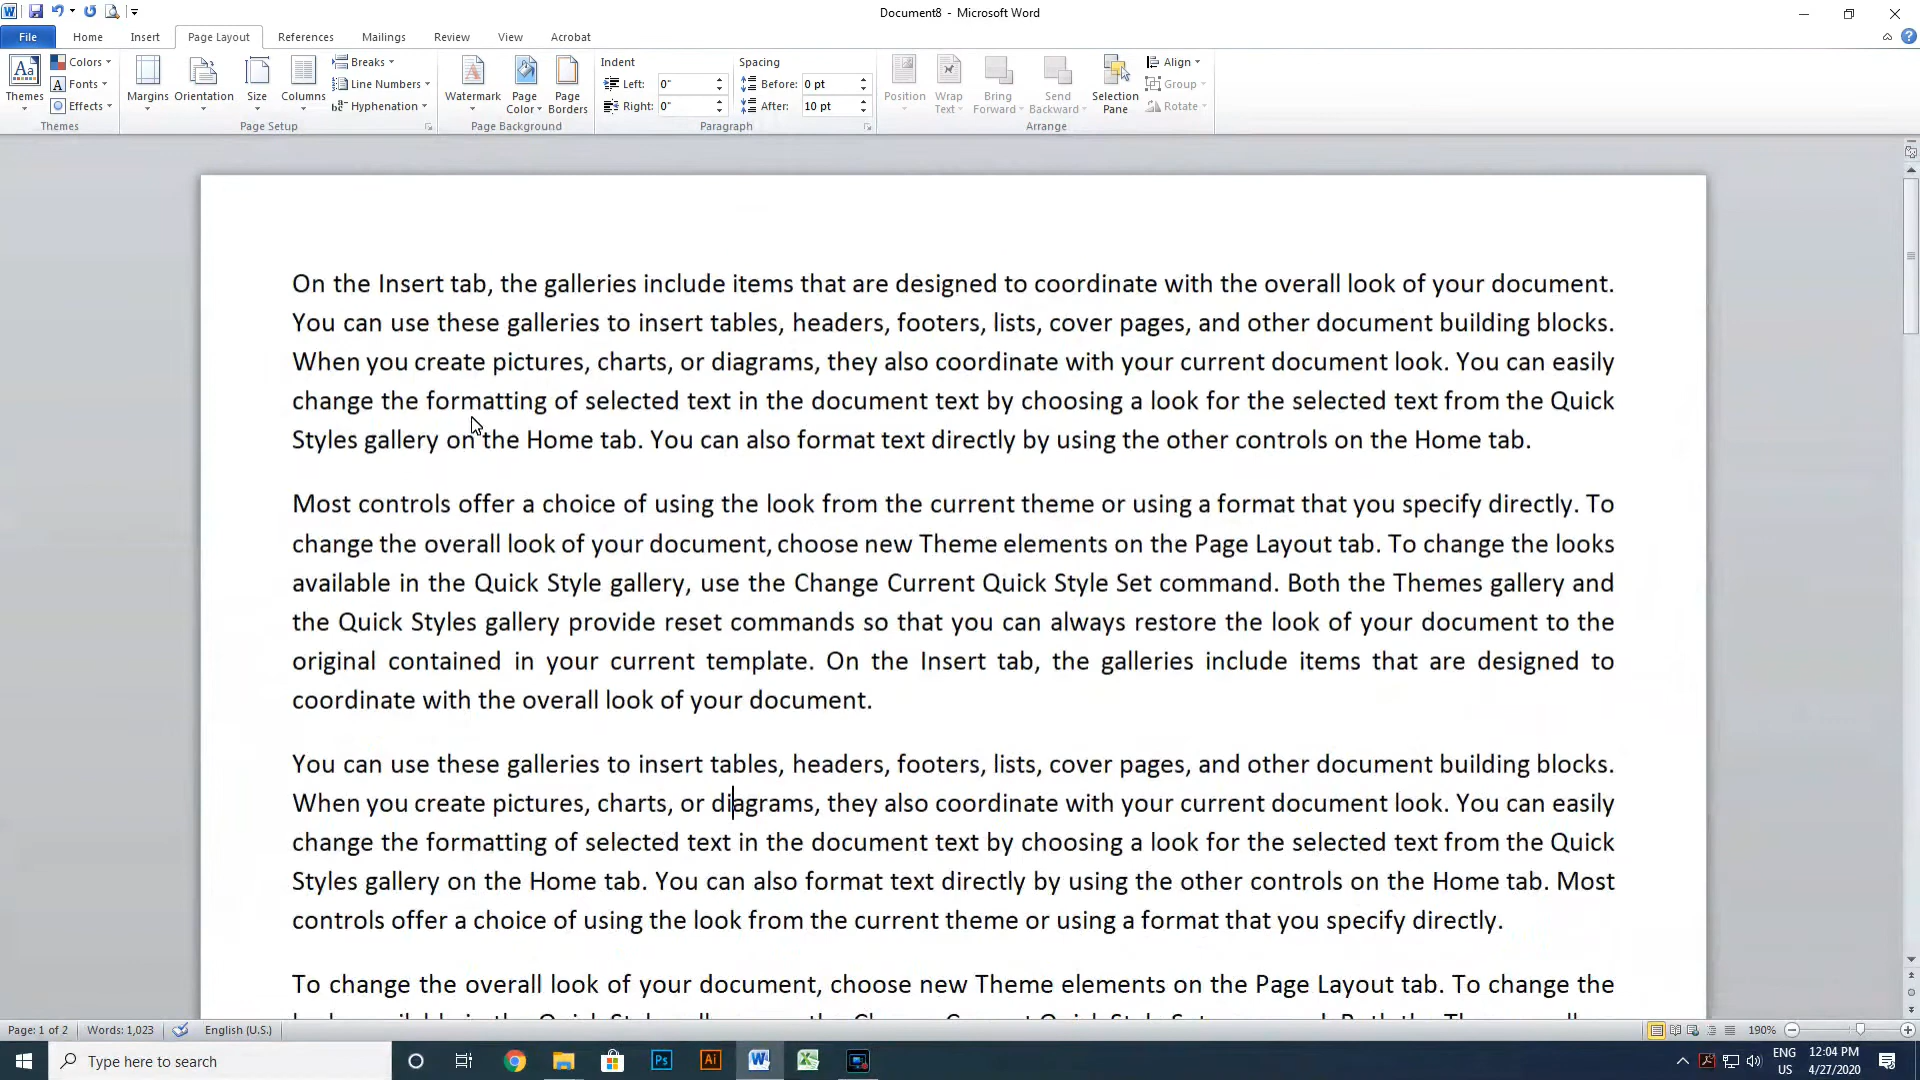 Document8 - Microsoft Word
File Home Insert Page Layout References Mailings Review View Acrobat
Colors Breaks Indent Spacing Align
Fonts Line Numbers Left: 0" Before: 0 pt Group
Themes Effects Margins Orientation Size Columns Hyphenation Watermark Page Color Page Borders Right: 0" After: 10 pt Position Wrap Text Bring Forward Send Backward Selection Pane Rotate
Themes Page Setup Page Background Paragraph Arrange
On the Insert tab, the galleries include items that are designed to coordinate with the overall look of your document.
You can use these galleries to insert tables, headers, footers, lists, cover pages, and other document building blocks.
When you create pictures, charts, or diagrams, they also coordinate with your current document look. You can easily
change the formatting of selected text in the document text by choosing a look for the selected text from the Quick
Styles gallery on the Home tab. You can also format text directly by using the other controls on the Home tab.
Most controls offer a choice of using the look from the current theme or using a format that you specify directly. To
change the overall look of your document, choose new Theme elements on the Page Layout tab. To change the looks
available in the Quick Style gallery, use the Change Current Quick Style Set command. Both the Themes gallery and
the Quick Styles gallery provide reset commands so that you can always restore the look of your document to the
original contained in your current template. On the Insert tab, the galleries include items that are designed to
coordinate with the overall look of your document.
You can use these galleries to insert tables, headers, footers, lists, cover pages, and other document building blocks.
When you create pictures, charts, or diagrams, they also coordinate with your current document look. You can easily
change the formatting of selected text in the document text by choosing a look for the selected text from the Quick
Styles gallery on the Home tab. You can also format text directly by using the other controls on the Home tab. Most
controls offer a choice of using the look from the current theme or using a format that you specify directly.
To change the overall look of your document, choose new Theme elements on the Page Layout tab. To change the
Page: 1 of 2 Words: 1,023 English (U.S.) 190%
Type here to search Ps Ai ENG 12:04 PM
US 4/27/2020